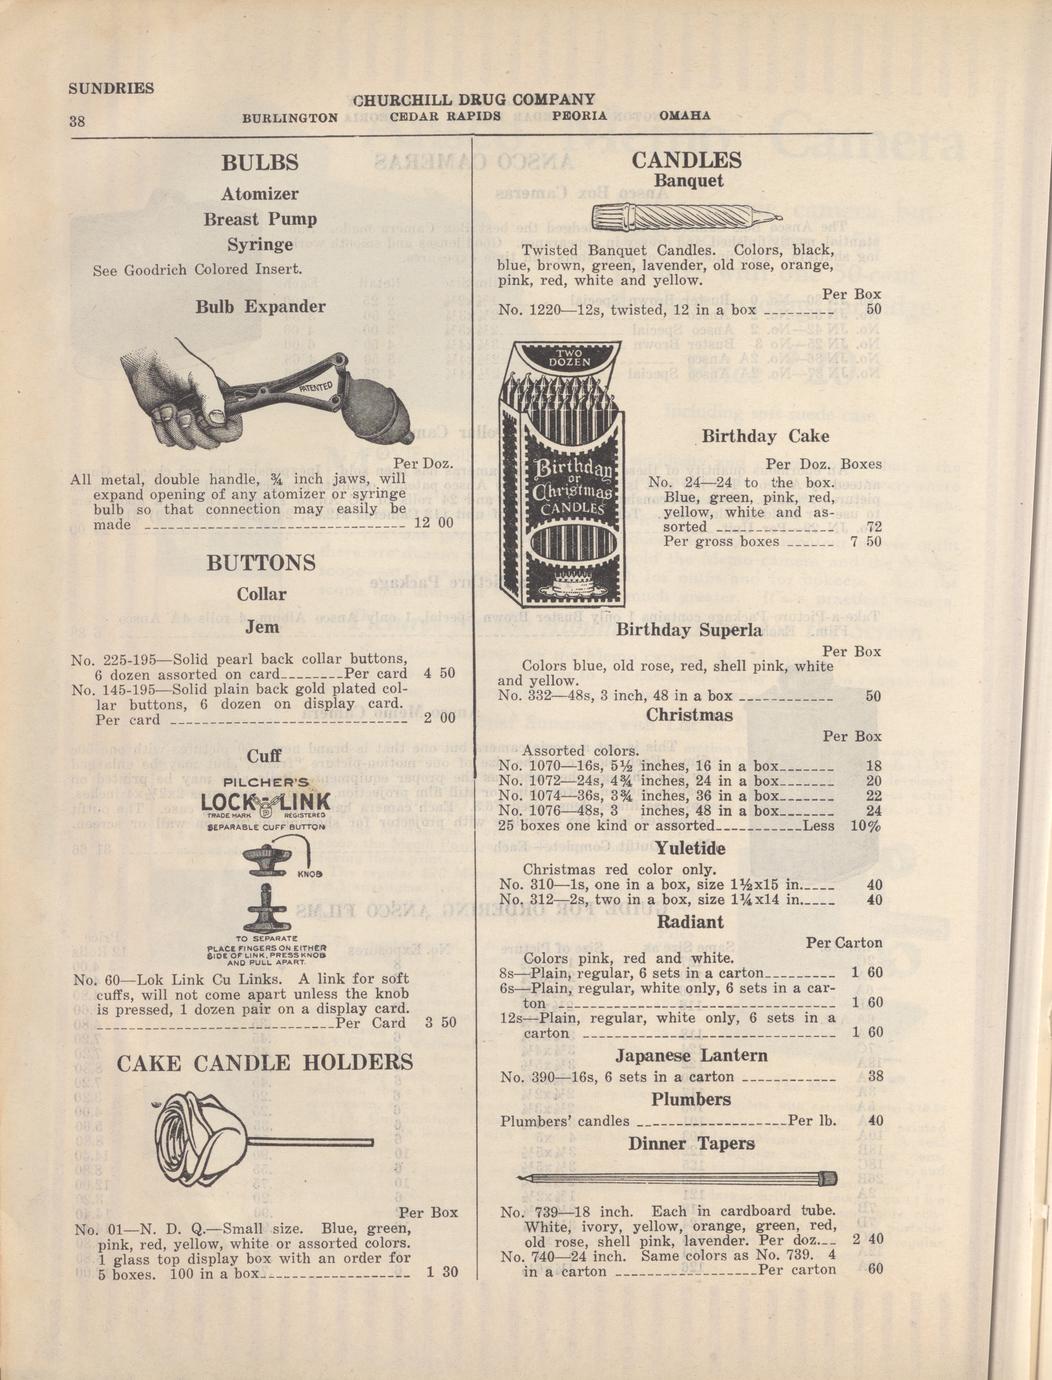 SUNDRIES
38
CHURCHILL DRUG COMPANY
BURLINGTON CEDAR RAPIDS PEORIA OMAHA
BULBS
Atomizer
Breast Pump
Syringe
See Goodrich Colored Insert.
Bulb Expander
PATENTED
Per Doz.
All metal, double handle, ¾ inch jaws, will
expand opening of any atomizer or syringe
bulb so that connection may easily be
made 12 00
BUTTONS
Collar
Jem
No. 225-195—Solid pearl back collar buttons,
6 dozen assorted on card Per card 4 50
No. 145-195—Solid plain back gold plated col-
lar buttons, 6 dozen on display card.
Per card 2 00
Cuff
PILCHER'S
LOCK LINK
TRADE MARK REGISTERED
SEPARABLE CUFF BUTTON
KNOB
TO SEPARATE
PLACE FINGERS ON EITHER
SIDE OF LINK, PRESS KNOB
AND PULL APART.
No. 60—Lok Link Cu Links. A link for soft
cuffs, will not come apart unless the knob
is pressed, 1 dozen pair on a display card.
Per Card 3 50
CAKE CANDLE HOLDERS
Per Box
No. 01—N. D. Q.—Small size. Blue, green,
pink, red, yellow, white or assorted colors.
1 glass top display box with an order for
5 boxes. 100 in a box 1 30
CANDLES
Banquet
Twisted Banquet Candles. Colors, black,
blue, brown, green, lavender, old rose, orange,
pink, red, white and yellow.
Per Box
No. 1220—12s, twisted, 12 in a box 50
TWO
DOZEN
Birthday
or
Christmas
CANDLES
Birthday Cake
Per Doz. Boxes
No. 24—24 to the box.
Blue, green, pink, red,
yellow, white and as-
sorted 72
Per gross boxes 7 50
Birthday Superla
Per Box
Colors blue, old rose, red, shell pink, white
and yellow.
No. 332—48s, 3 inch, 48 in a box 50
Christmas
Per Box
Assorted colors.
No. 1070—16s, 5½ inches, 16 in a box 18
No. 1072—24s, 4¾ inches, 24 in a box 20
No. 1074—36s, 3¾ inches, 36 in a box 22
No. 1076—48s, 3 inches, 48 in a box 24
25 boxes one kind or assorted Less 10%
Yuletide
Christmas red color only.
No. 310—1s, one in a box, size 1½x15 in. 40
No. 312—2s, two in a box, size 1¼x14 in. 40
Radiant
Per Carton
Colors pink, red and white.
8s—Plain, regular, 6 sets in a carton 1 60
6s—Plain, regular, white only, 6 sets in a car-
ton 1 60
12s—Plain, regular, white only, 6 sets in a
carton 1 60
Japanese Lantern
No. 390—16s, 6 sets in a carton 38
Plumbers
Plumbers' candles Per lb. 40
Dinner Tapers
No. 739—18 inch. Each in cardboard tube.
White, ivory, yellow, orange, green, red,
old rose, shell pink, lavender. Per doz. 2 40
No. 740—24 inch. Same colors as No. 739. 4
in a carton Per carton 60